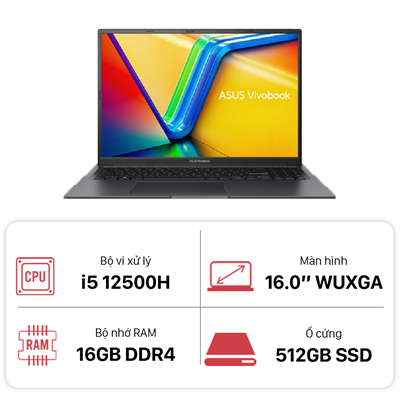 ASUS Vivobook
Bộ vi xử lý
CPU
i5 12500H
Màn hình
16.0″ WUXGA
Bộ nhớ RAM
RAM
16GB DDR4
Ổ cứng
512GB SSD